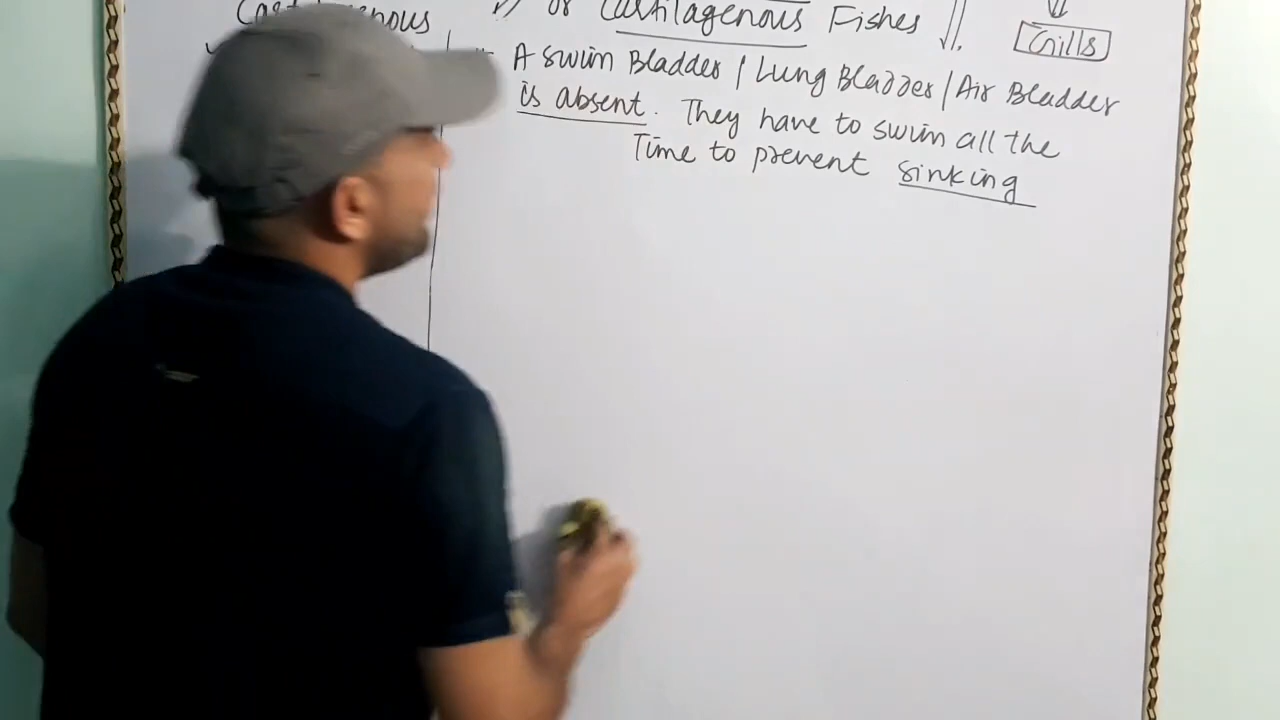 or Cartilagenous Fishes
Gills
A swim Bladder / Lung Bladder / Air Bladder
is absent. They have to swim all the
Time to prevent sinking